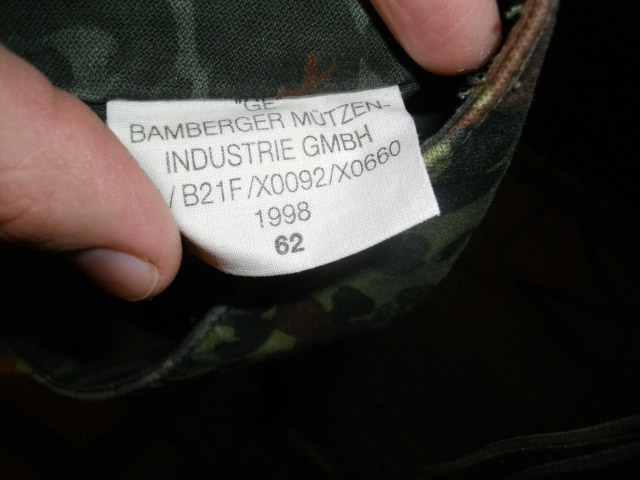 "GE
BAMBERGER MÜTZEN-
INDUSTRIE GMBH
/B21F/X0092/X0660
1998
62